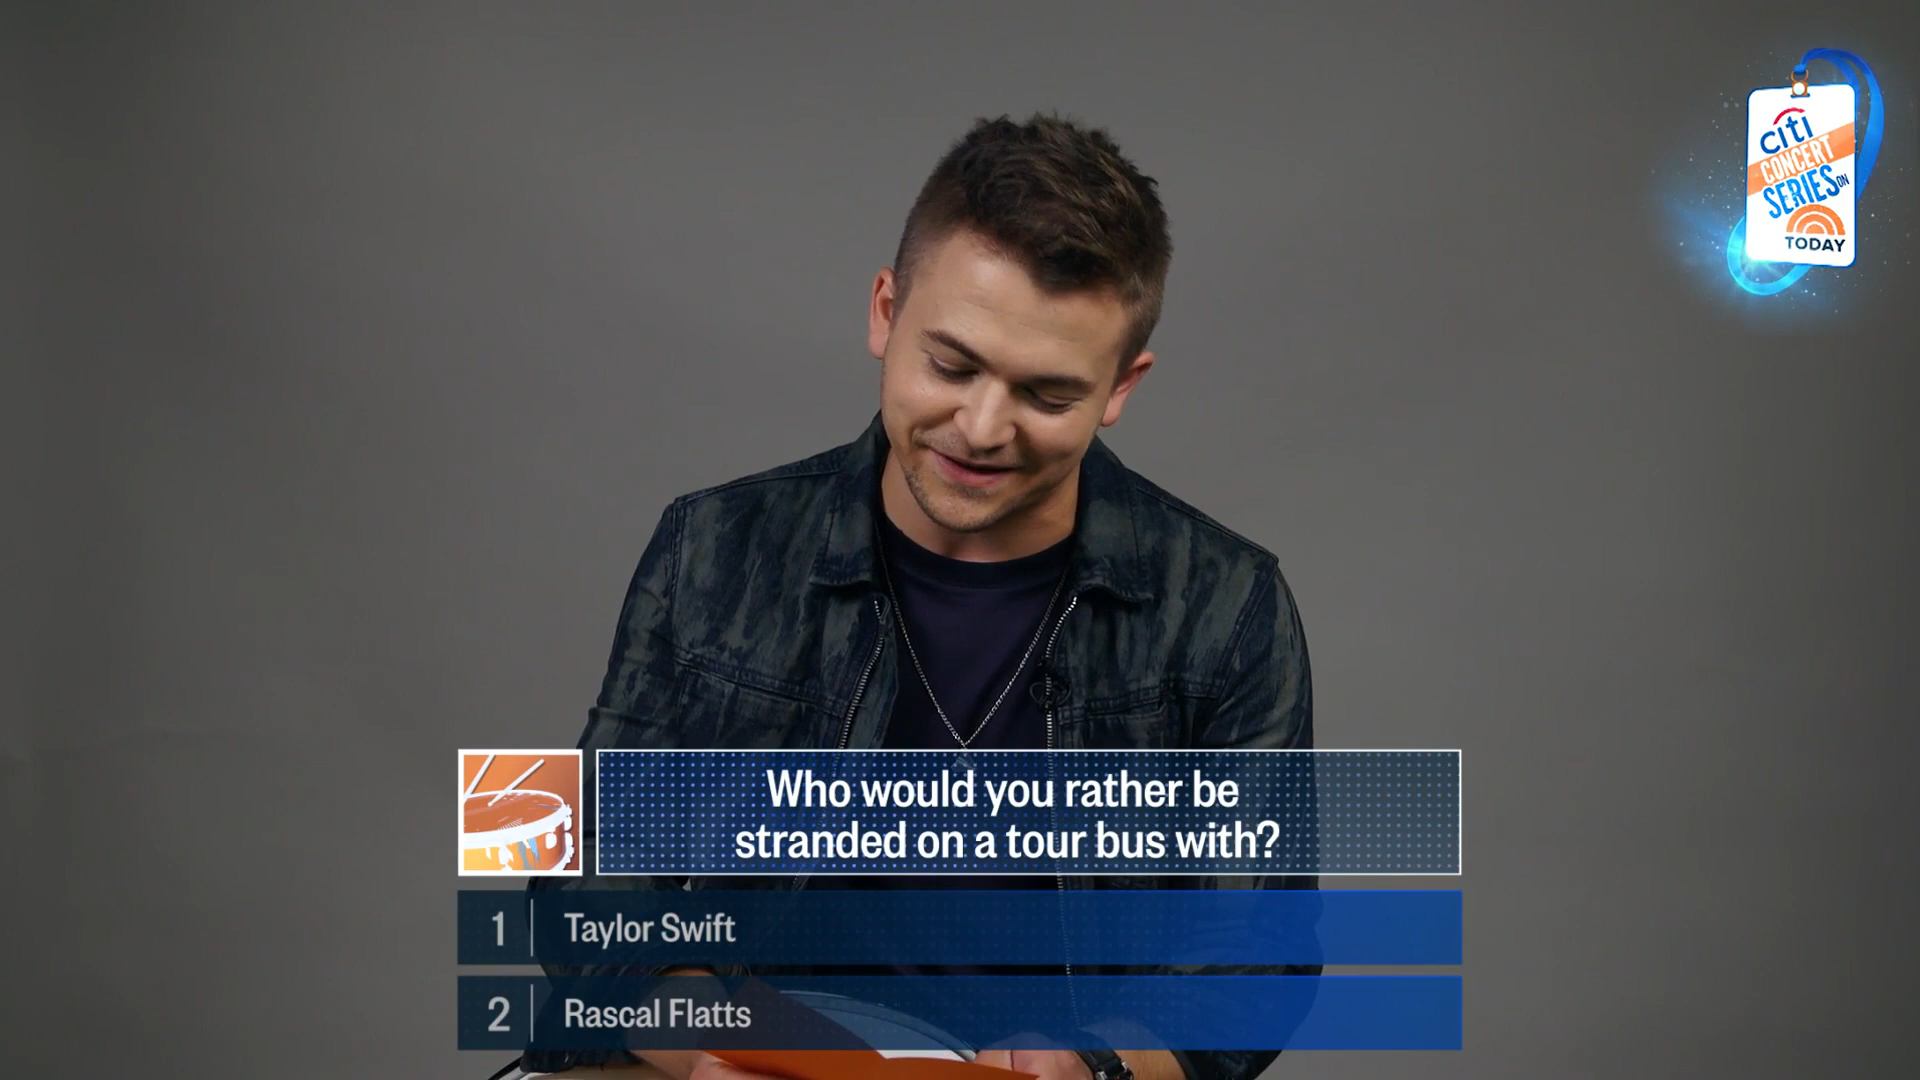 citi
CONCERT
SERIES ON
TODAY
Who would you rather be
stranded on a tour bus with?
1 Taylor Swift
2 Rascal Flatts